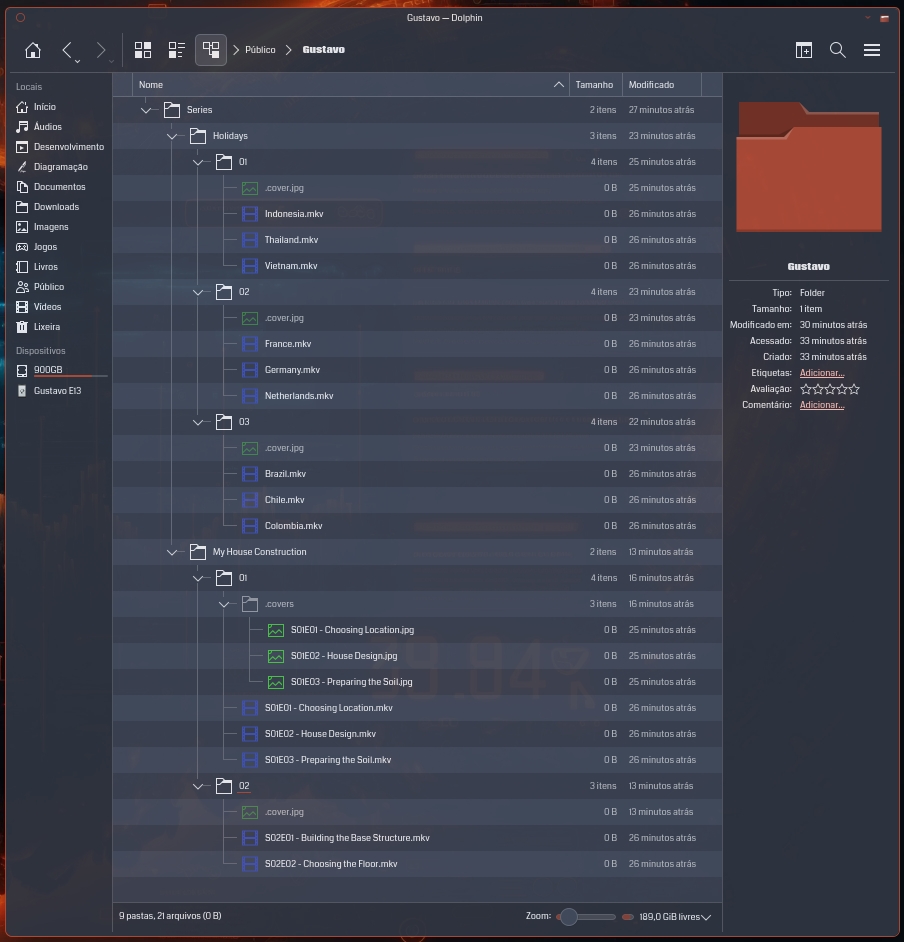 Gustavo — Dolphin
Público Gustavo
Locais
Início
Áudios
Desenvolvimento
Diagramação
Documentos
Downloads
Imagens
Jogos
Livros
Público
Vídeos
Lixeira
Dispositivos
900GB
Gustavo E13
Nome Tamanho Modificado
Series 2 itens 27 minutos atrás
Holidays 3 itens 23 minutos atrás
01 4 itens 25 minutos atrás
.cover.jpg 0 B 25 minutos atrás
Indonesia.mkv 0 B 26 minutos atrás
Thailand.mkv 0 B 26 minutos atrás
Vietnam.mkv 0 B 26 minutos atrás
02 4 itens 23 minutos atrás
.cover.jpg 0 B 23 minutos atrás
France.mkv 0 B 26 minutos atrás
Germany.mkv 0 B 26 minutos atrás
Netherlands.mkv 0 B 26 minutos atrás
03 4 itens 22 minutos atrás
.cover.jpg 0 B 23 minutos atrás
Brazil.mkv 0 B 26 minutos atrás
Chile.mkv 0 B 26 minutos atrás
Colombia.mkv 0 B 26 minutos atrás
My House Construction 2 itens 13 minutos atrás
01 4 itens 16 minutos atrás
.covers 3 itens 16 minutos atrás
S01E01 - Choosing Location.jpg 0 B 25 minutos atrás
S01E02 - House Design.jpg 0 B 25 minutos atrás
S01E03 - Preparing the Soil.jpg 0 B 25 minutos atrás
S01E01 - Choosing Location.mkv 0 B 26 minutos atrás
S01E02 - House Design.mkv 0 B 26 minutos atrás
S01E03 - Preparing the Soil.mkv 0 B 26 minutos atrás
02 3 itens 13 minutos atrás
.cover.jpg 0 B 13 minutos atrás
S02E01 - Building the Base Structure.mkv 0 B 26 minutos atrás
S02E02 - Choosing the Floor.mkv 0 B 26 minutos atrás
9 pastas, 21 arquivos (0 B) Zoom: 189,0 GiB livres
Gustavo
Tipo: Folder
Tamanho: 1 item
Modificado em: 30 minutos atrás
Acessado: 33 minutos atrás
Criado: 33 minutos atrás
Etiquetas: Adicionar...
Avaliação:
Comentário: Adicionar...